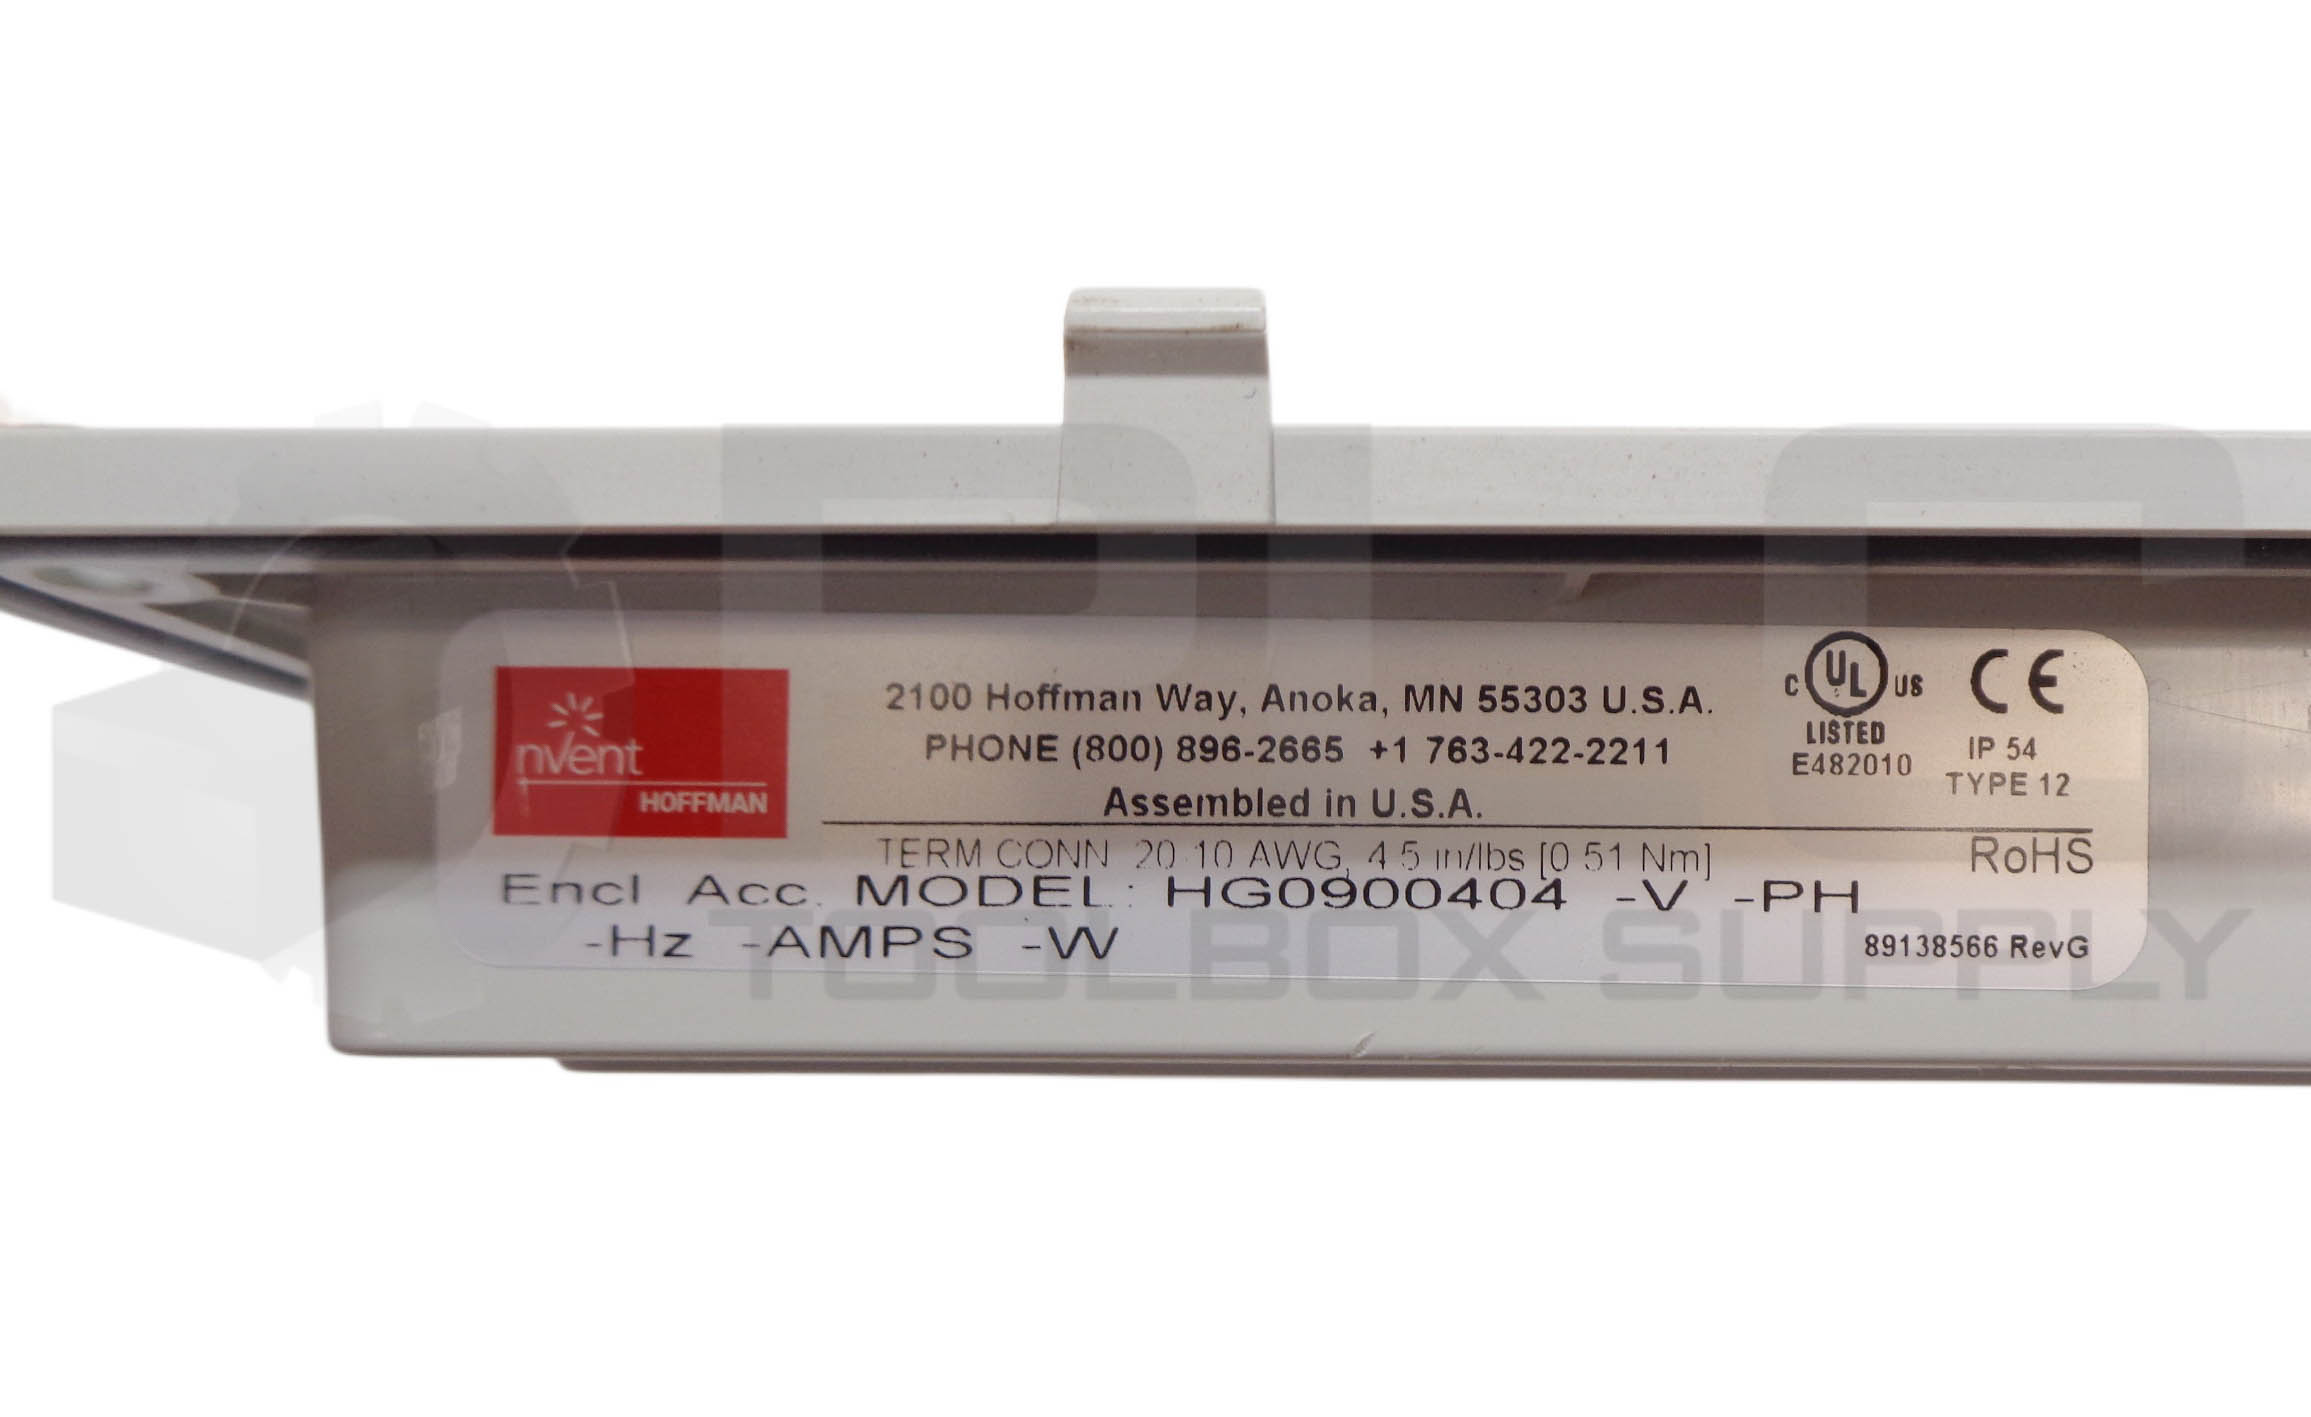 nVent
HOFFMAN
2100 Hoffman Way, Anoka, MN 55303 U.S.A.
PHONE (800) 896-2665 +1 763-422-2211
Assembled in U.S.A.
C UL US
LISTED
E482010
CE
IP 54
TYPE 12
TERM CONN 20-10 AWG, 4.5 in/lbs [0.51 Nm]
RoHS
Encl Acc. MODEL: HG0900404 -V -PH
-Hz -AMPS -W
89138566 RevG
PLC
TOOLBOX SUPPLY